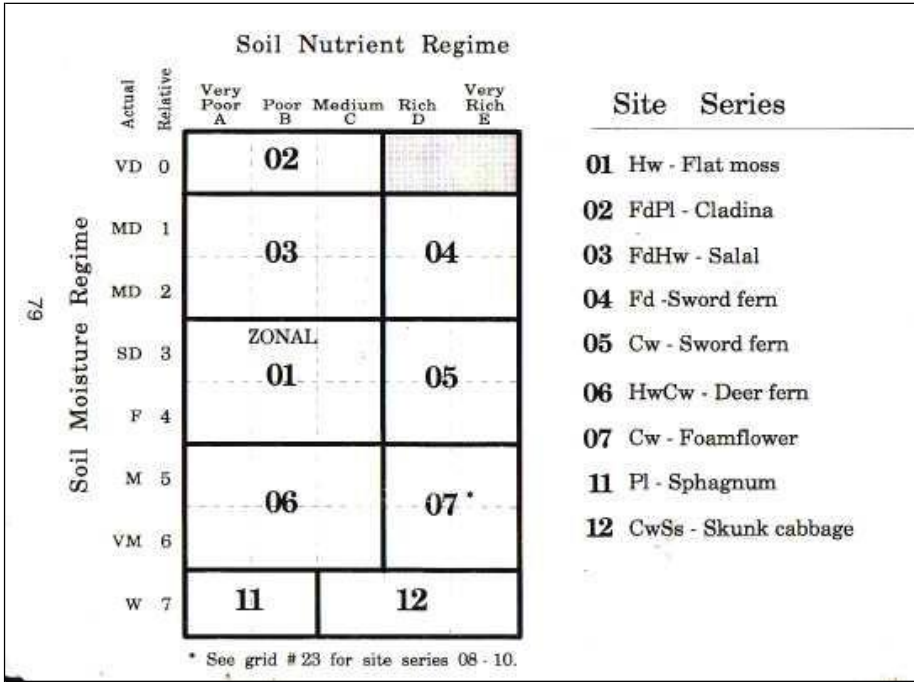 Soil Nutrient Regime
Actual
Relative
Very Poor A
Poor B
Medium C
Rich D
Very Rich E
Site Series
79
Soil Moisture Regime
VD 0
MD 1
MD 2
SD 3
F 4
M 5
VM 6
W 7
02
03
04
ZONAL
01
05
06
07 *
11
12
* See grid # 23 for site series 08 - 10.
01 Hw - Flat moss
02 FdPl - Cladina
03 FdHw - Salal
04 Fd -Sword fern
05 Cw - Sword fern
06 HwCw - Deer fern
07 Cw - Foamflower
11 Pl - Sphagnum
12 CwSs - Skunk cabbage